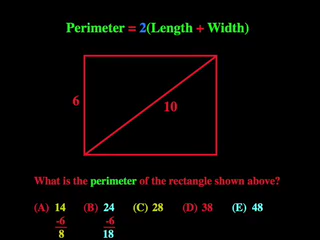 Perimeter = 2(Length + Width)
6
10
What is the perimeter of the rectangle shown above?
(A) 14 (B) 24 (C) 28 (D) 38 (E) 48
-6 -6
8 18